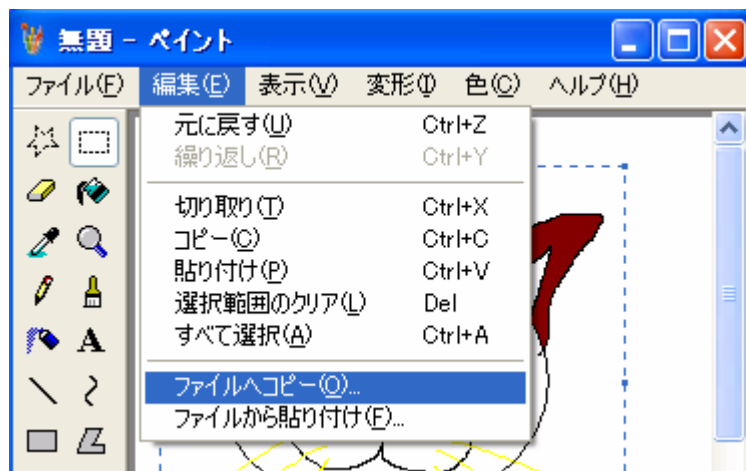 無題 - ペイント
ファイル(F) 編集(E) 表示(V) 変形(I) 色(C) ヘルプ(H)
元に戻す(U) Ctrl+Z
繰り返し(R) Ctrl+Y
切り取り(T) Ctrl+X
コピー(C) Ctrl+C
貼り付け(P) Ctrl+V
選択範囲のクリア(L) Del
すべて選択(A) Ctrl+A
ファイルへコピー(O)...
ファイルから貼り付け(F)...
A